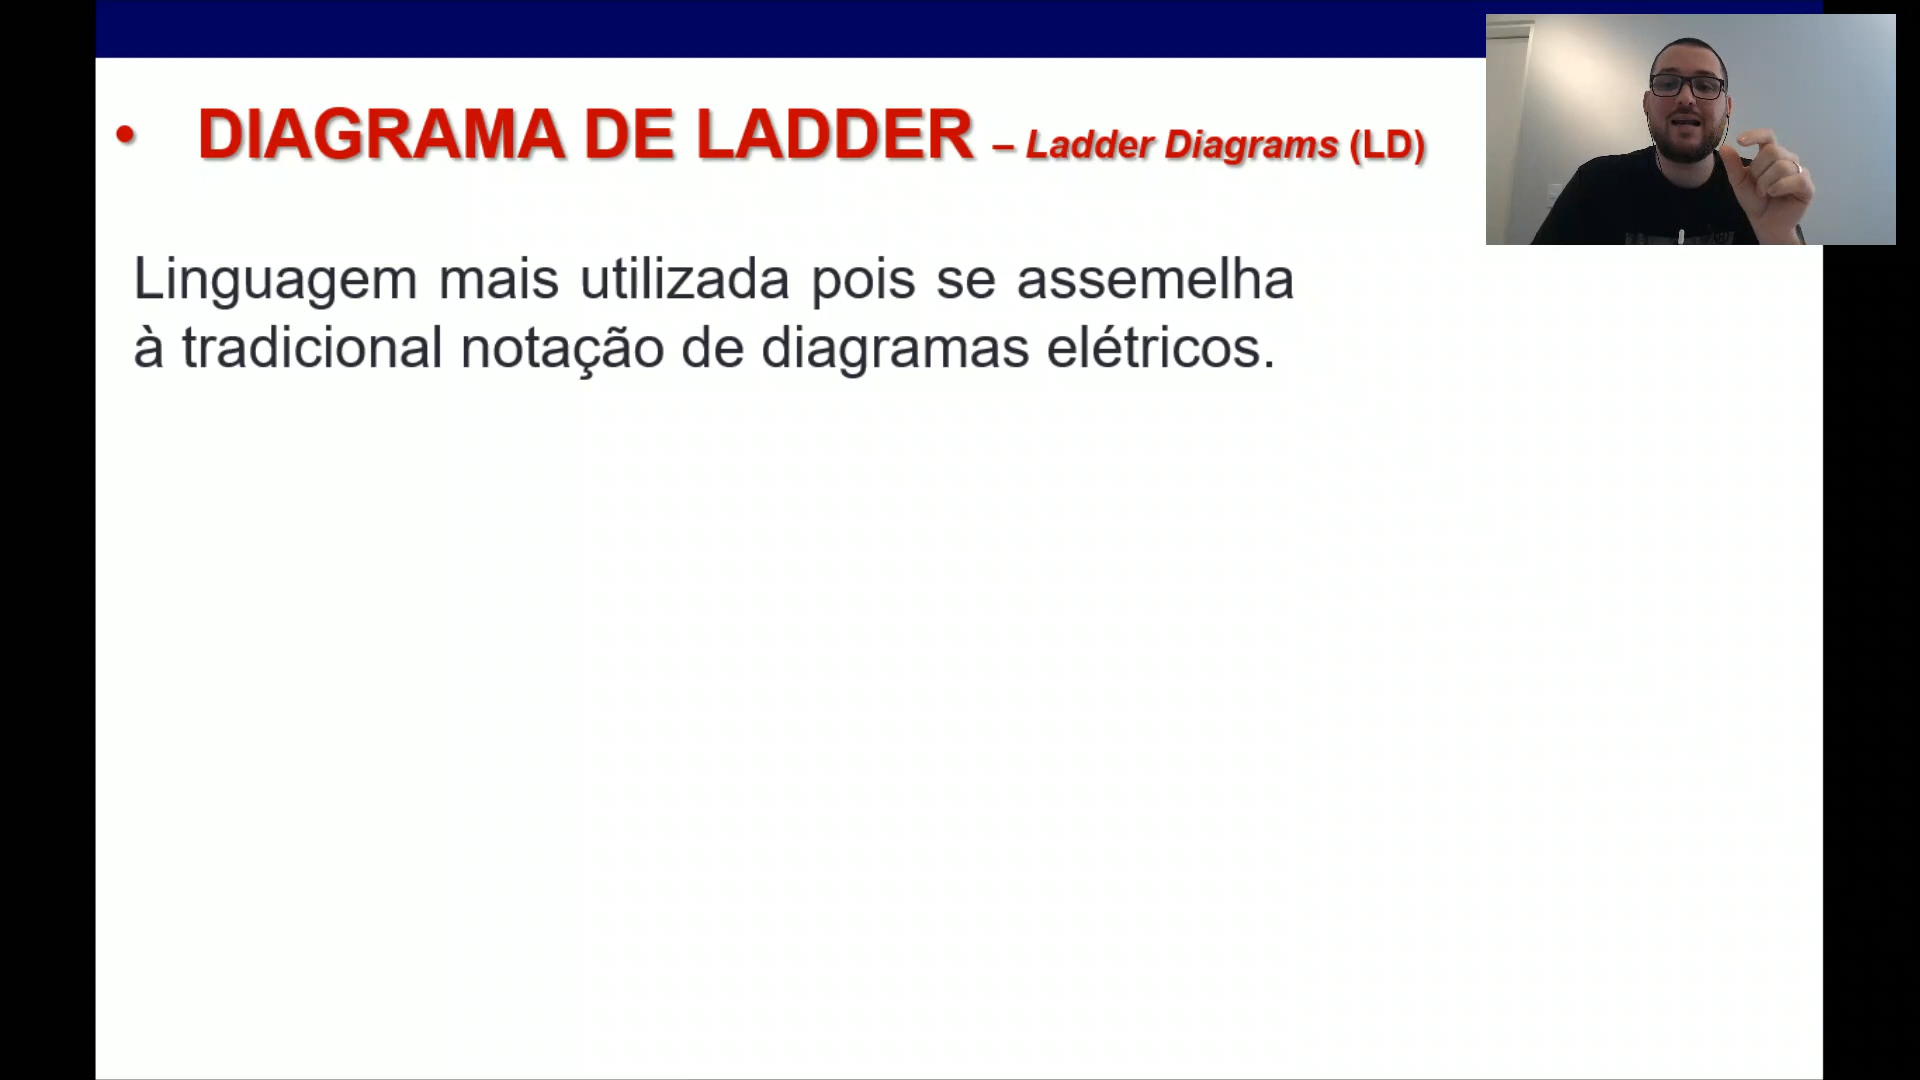 • DIAGRAMA DE LADDER – Ladder Diagrams (LD)
Linguagem mais utilizada pois se assemelha
à tradicional notação de diagramas elétricos.